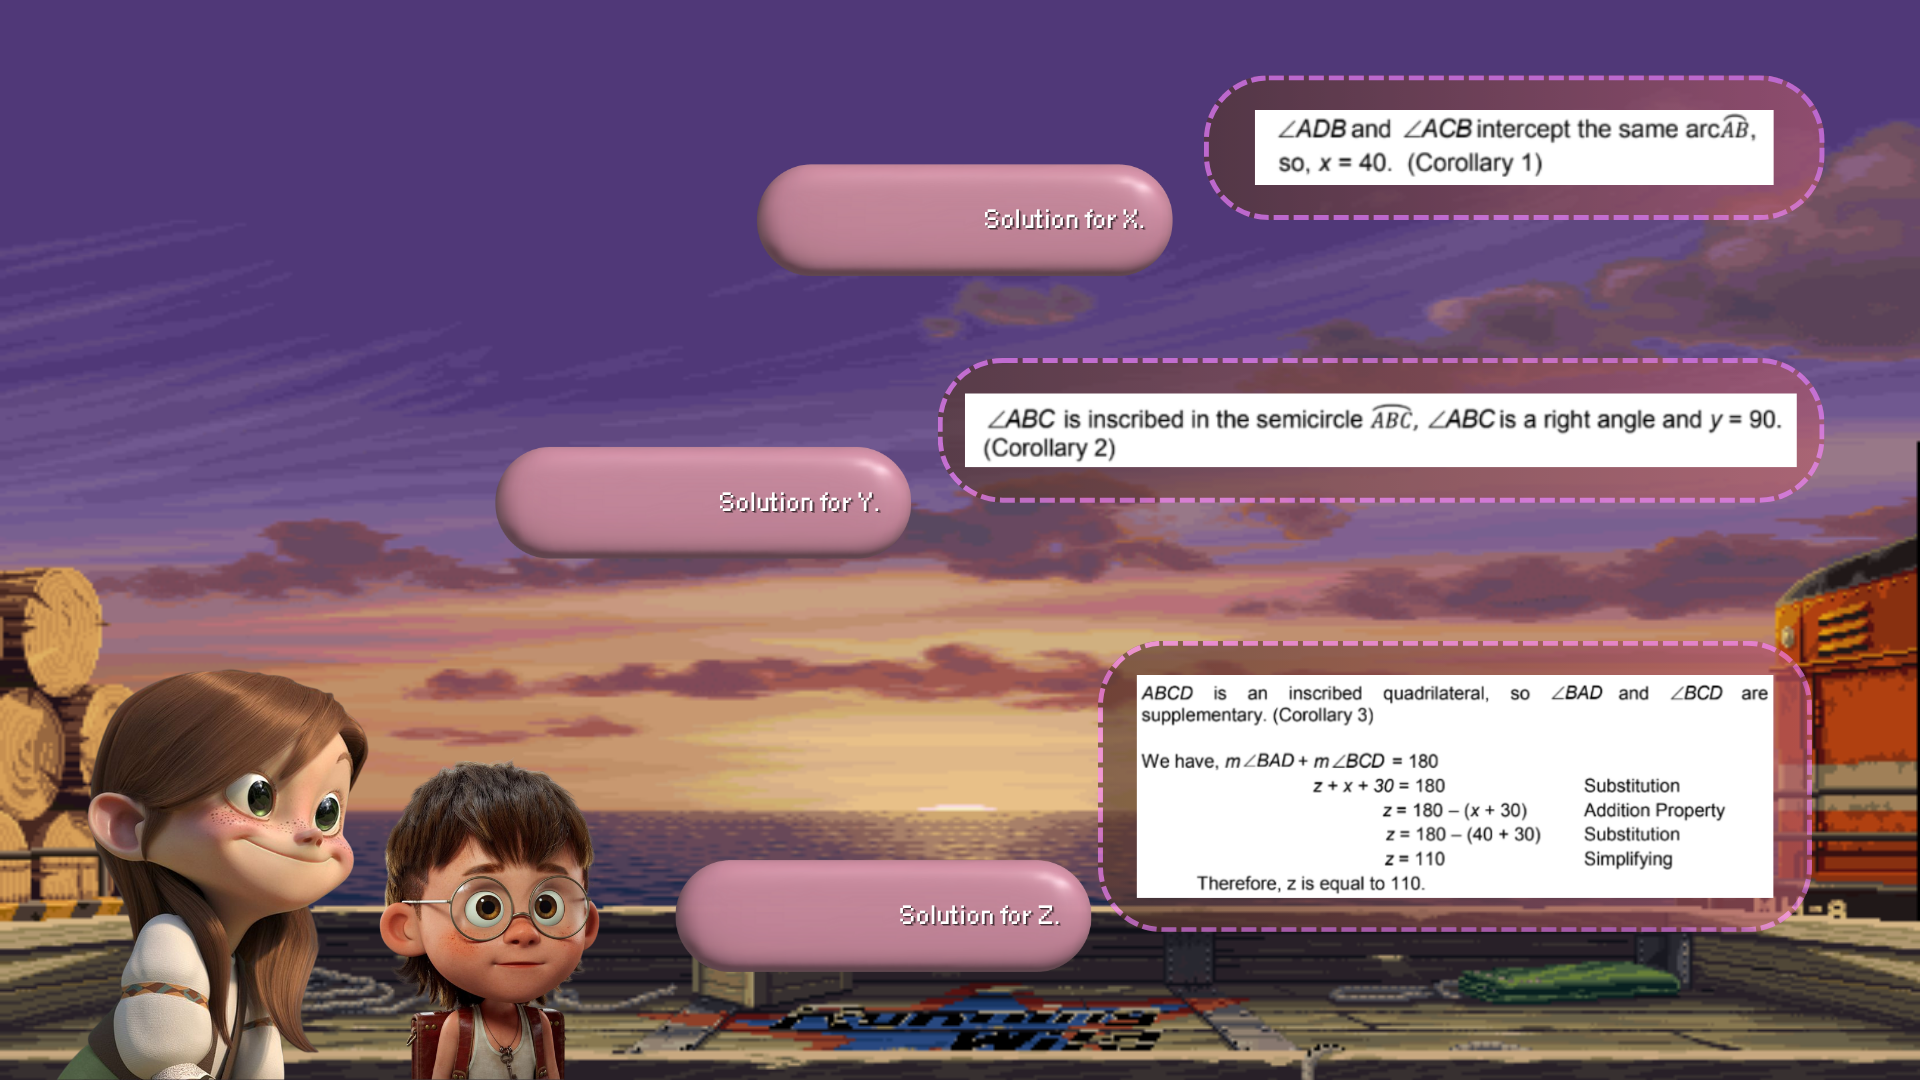 ∠ADB and ∠ACB intercept the same arc AB,
so, x = 40. (Corollary 1)
Solution for X.
∠ABC is inscribed in the semicircle ABC, ∠ABC is a right angle and y = 90.
(Corollary 2)
Solution for Y.
ABCD is an inscribed quadrilateral, so ∠BAD and ∠BCD are
supplementary. (Corollary 3)
We have, m∠BAD + m∠BCD = 180
z + x + 30 = 180 Substitution
z = 180 – (x + 30) Addition Property
z = 180 – (40 + 30) Substitution
z = 110 Simplifying
Therefore, z is equal to 110.
Solution for Z.